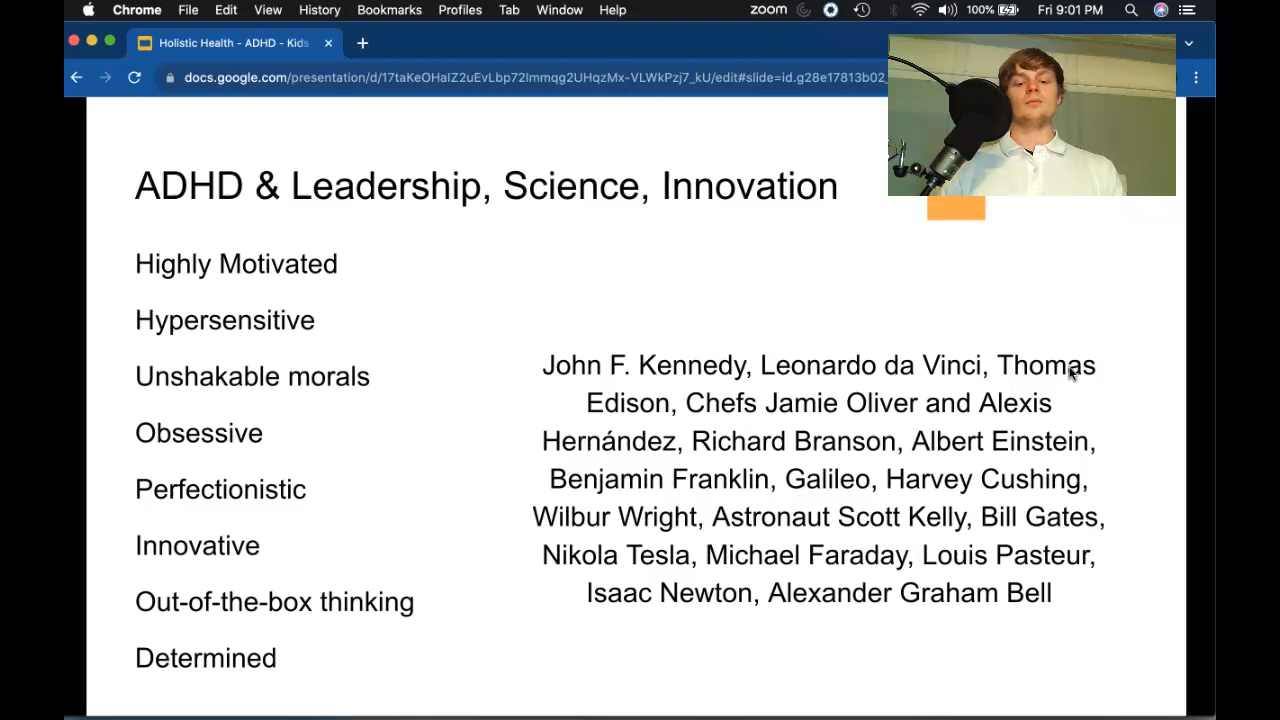 Chrome File Edit View History Bookmarks Profiles Tab Window Help zoom 100% Fri 9:01 PM
Holistic Health - ADHD - Kids
docs.google.com/presentation/d/17taKeOHaIZ2uEvLbp72lmmqg2UHqzMx-VLWkPzj7_kU/edit#slide=id.g28e17813b02_
ADHD & Leadership, Science, Innovation
Highly Motivated
Hypersensitive
Unshakable morals
Obsessive
Perfectionistic
Innovative
Out-of-the-box thinking
Determined
John F. Kennedy, Leonardo da Vinci, Thomas
Edison, Chefs Jamie Oliver and Alexis
Hernández, Richard Branson, Albert Einstein,
Benjamin Franklin, Galileo, Harvey Cushing,
Wilbur Wright, Astronaut Scott Kelly, Bill Gates,
Nikola Tesla, Michael Faraday, Louis Pasteur,
Isaac Newton, Alexander Graham Bell